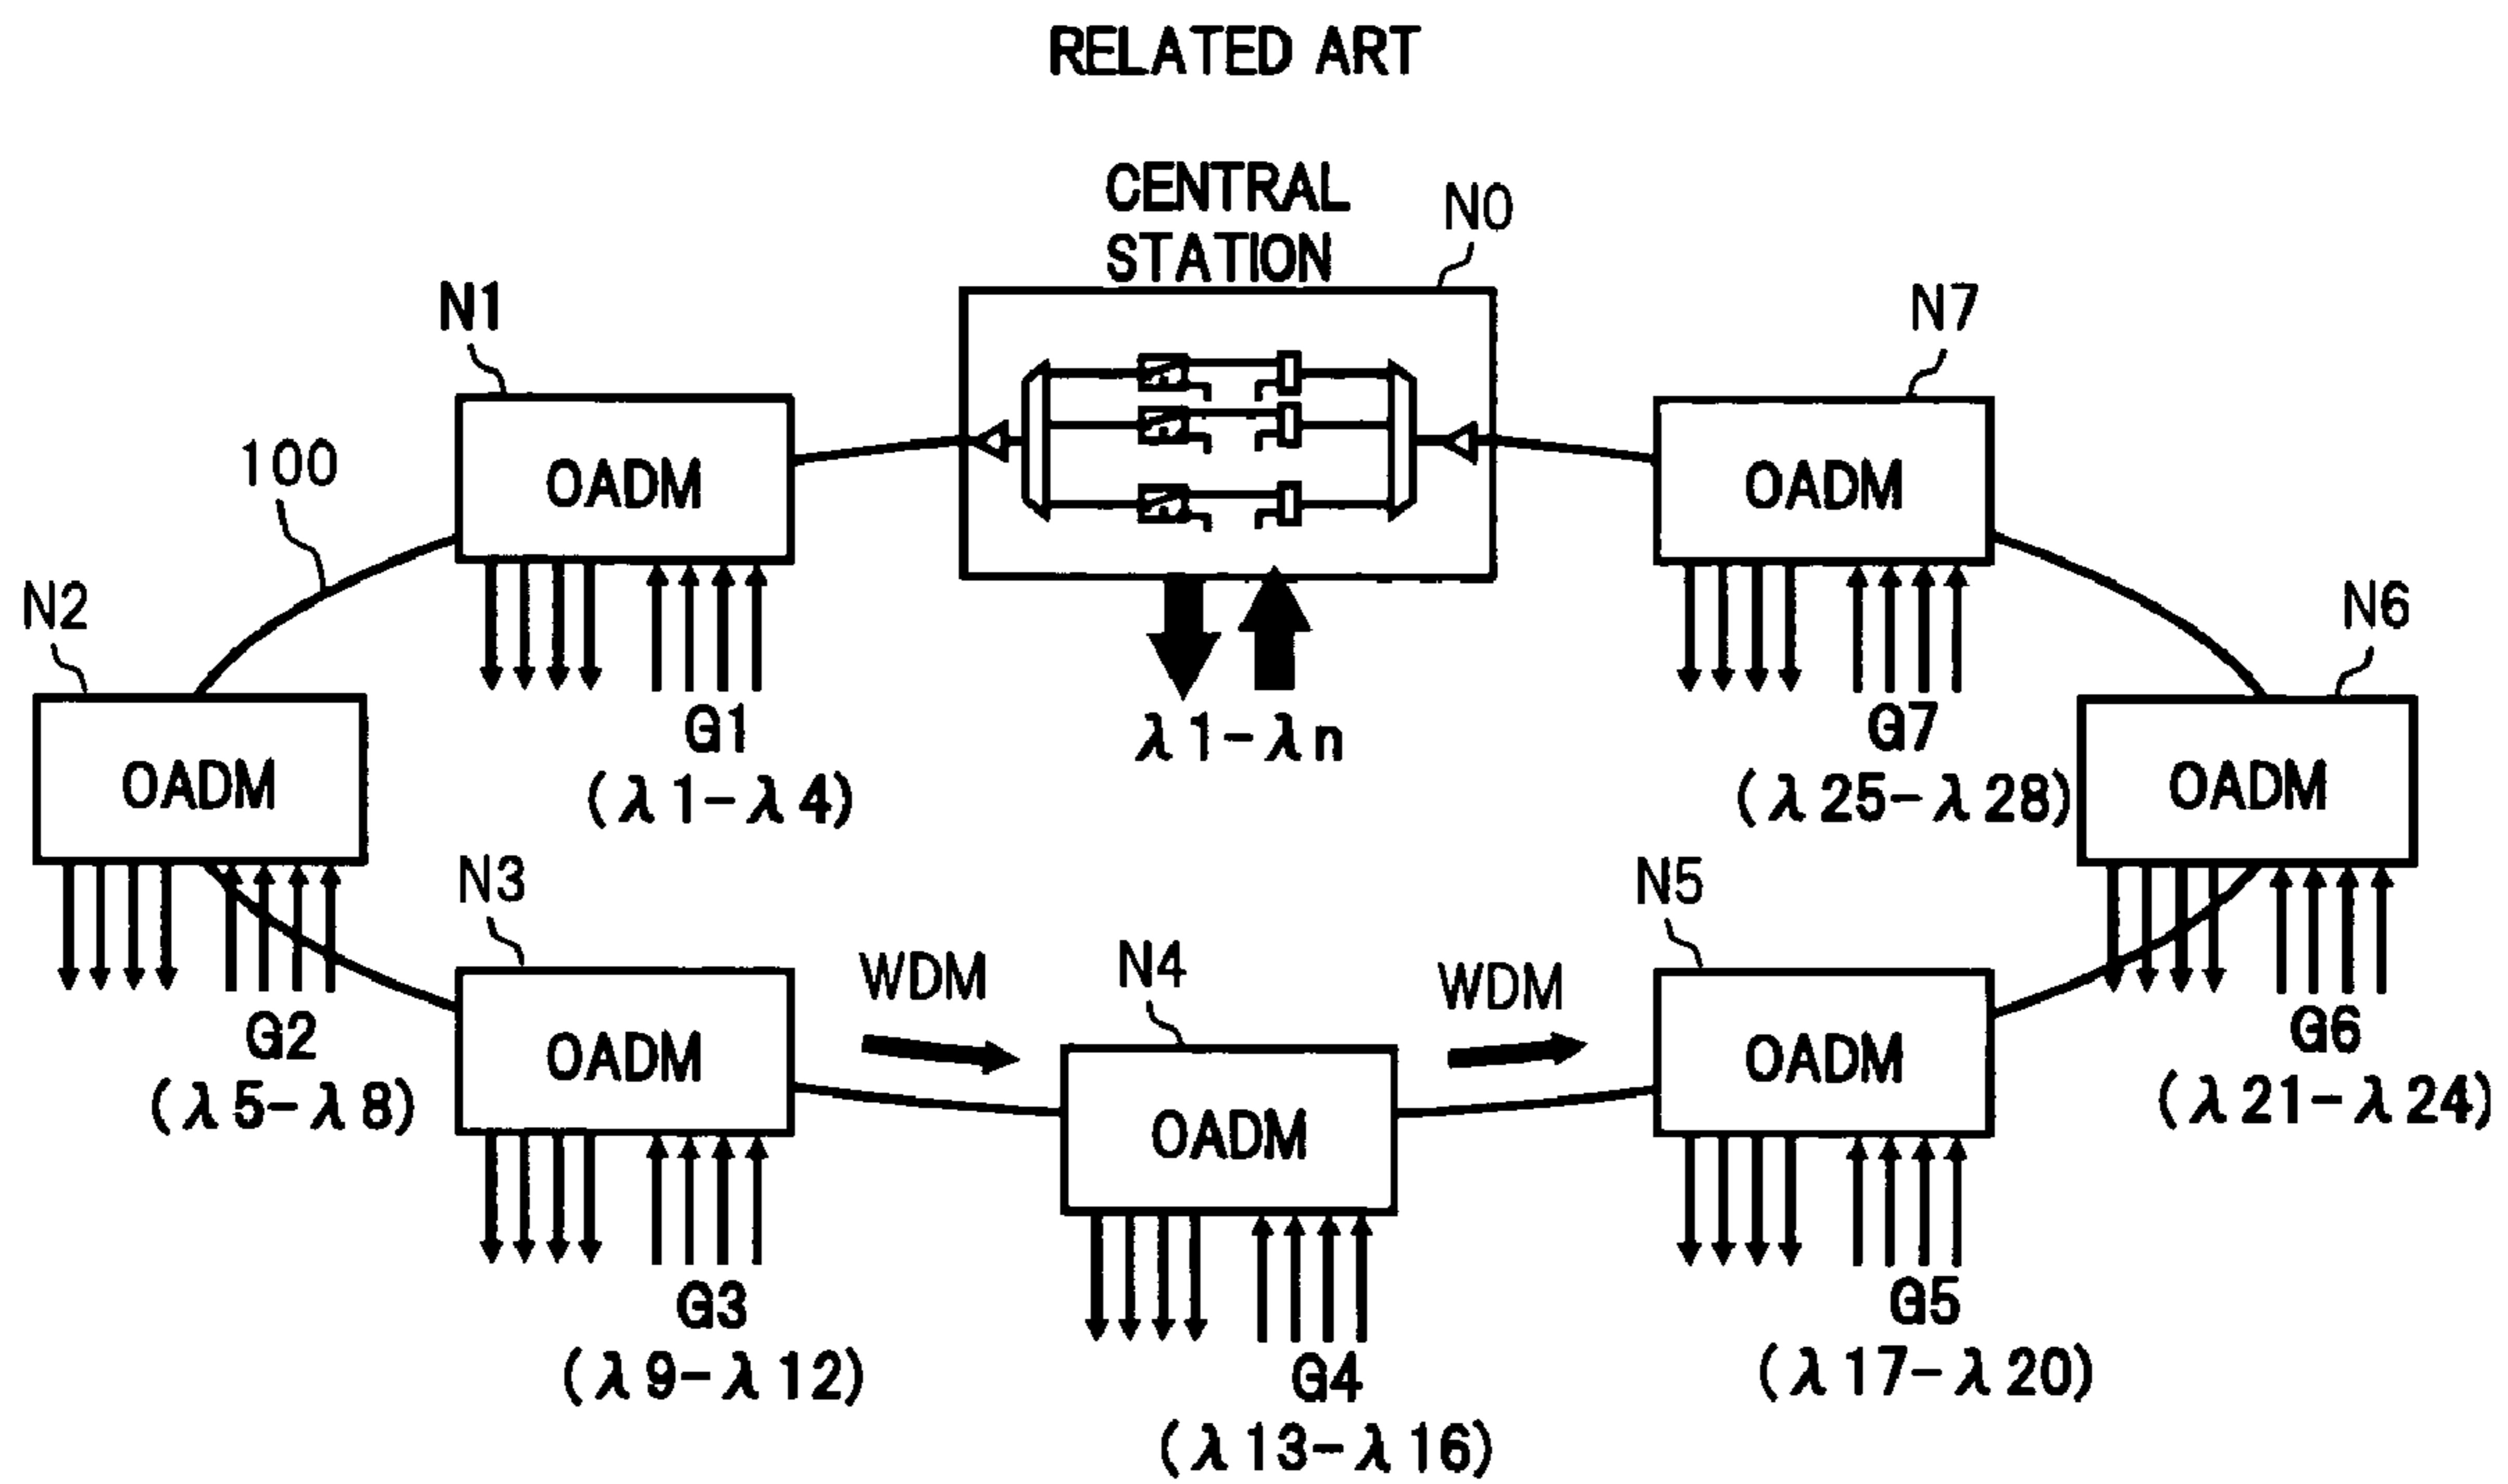 RELATED ART
CENTRAL
STATION
N0
N1
N7
OADM
OADM
100
N2
N6
G1
(λ1-λ4)
λ1-λn
G7
(λ25-λ28)
OADM
OADM
N3
WDM
N4
WDM
N5
G2
(λ5-λ8)
OADM
OADM
OADM
G6
(λ21-λ24)
G3
(λ9-λ12)
G4
(λ13-λ16)
G5
(λ17-λ20)